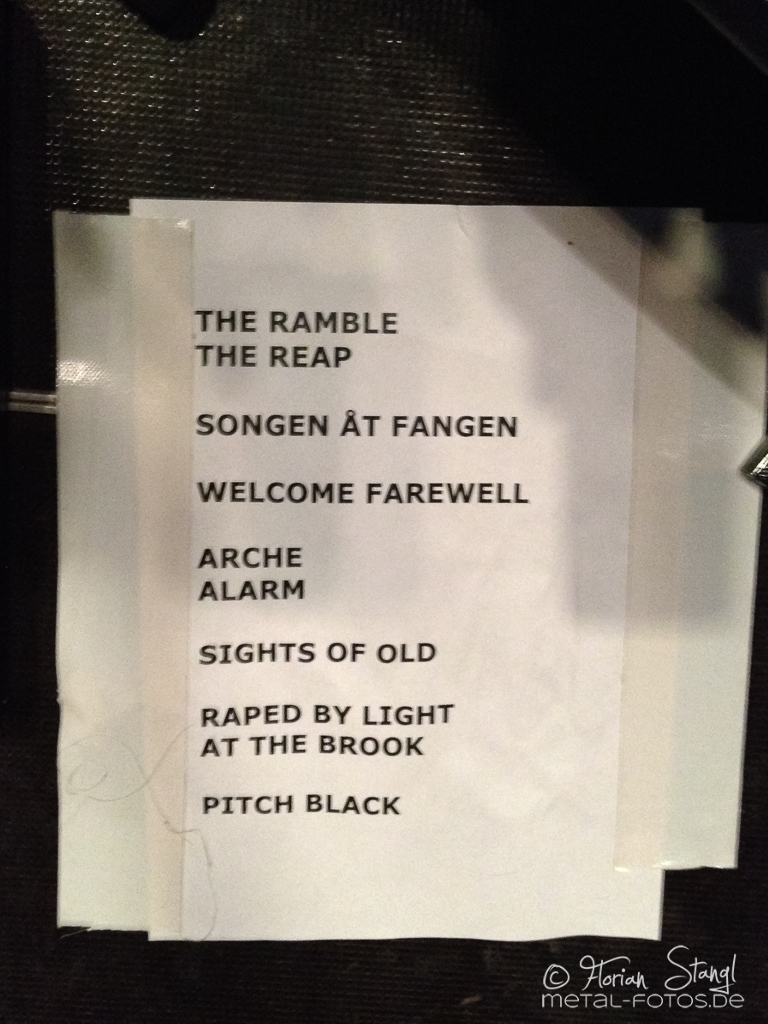 THE RAMBLE
THE REAP
SONGEN ÅT FANGEN
WELCOME FAREWELL
ARCHE
ALARM
SIGHTS OF OLD
RAPED BY LIGHT
AT THE BROOK
PITCH BLACK
© Florian Stangl
METAL-FOTOS.DE